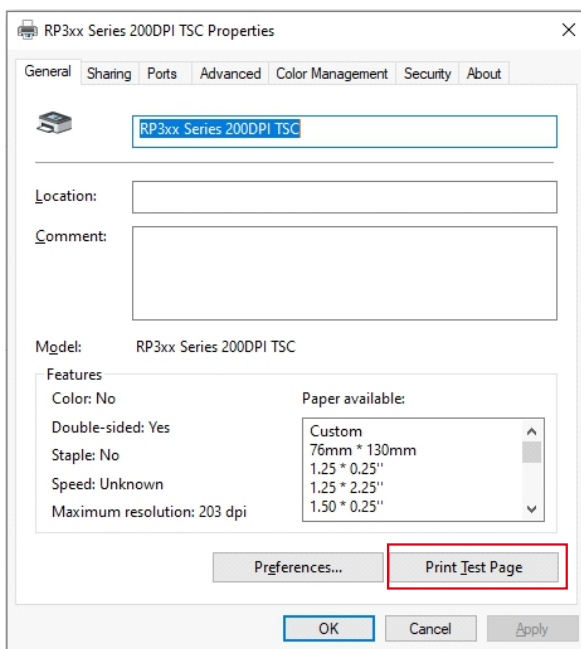 RP3xx Series 200DPI TSC Properties
General Sharing Ports Advanced Color Management Security About
RP3xx Series 200DPI TSC
Location:
Comment:
Model: RP3xx Series 200DPI TSC
Features
Color: No
Double-sided: Yes
Staple: No
Speed: Unknown
Maximum resolution: 203 dpi
Paper available:
Custom
76mm * 130mm
1.25 * 0.25''
1.25 * 2.25''
1.50 * 0.25''
Preferences... Print Test Page
OK Cancel Apply